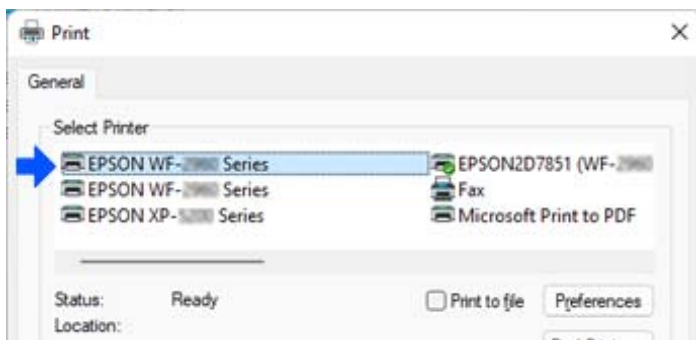 Print
General
Select Printer
EPSON WF- Series
EPSON WF- Series
EPSON XP- Series
EPSON2D7851 (WF-
Fax
Microsoft Print to PDF
Status: Ready
Print to file
Preferences
Location: